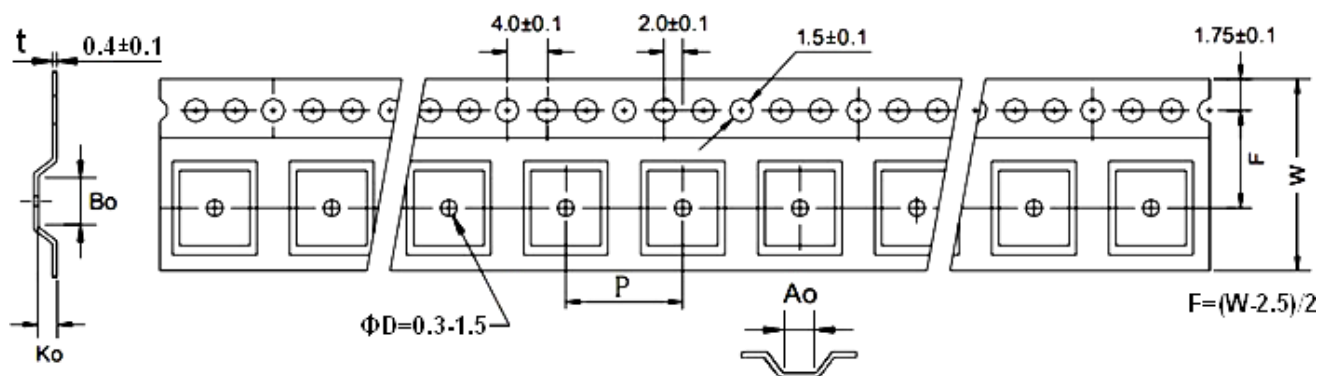 4.0±0.1
2.0±0.1
1.5±0.1
1.75±0.1
t
0.4±0.1
Bo
F
W
P
Ao
ΦD=0.3-1.5
F=(W-2.5)/2
Ko